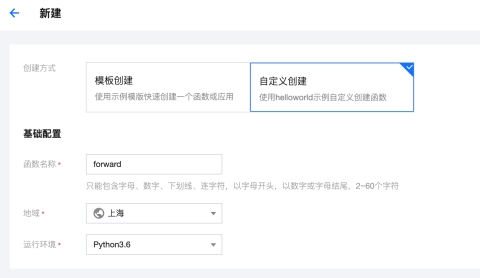 新建
创建方式
模板创建
使用示例模版快速创建一个函数或应用
自定义创建
使用helloworld示例自定义创建函数
基础配置
函数名称*
forward
只能包含字母、数字、下划线、连字符，以字母开头，以数字或字母结尾，2~60个字符
地域*
上海
运行环境*
Python3.6